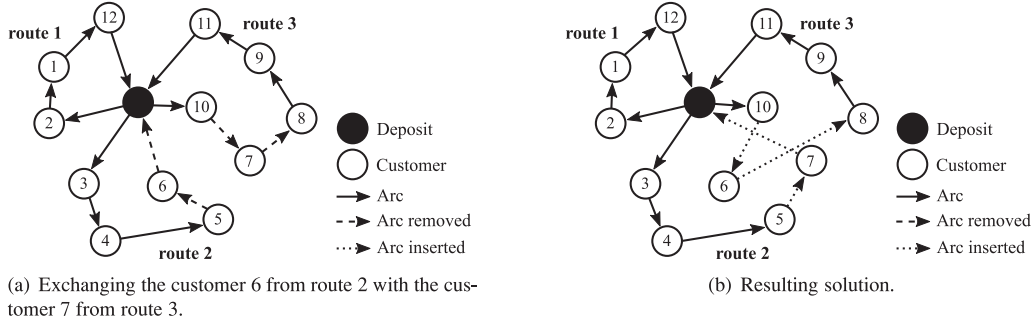 12
11
route 1
route 3
1
9
10
2
8
7
3
6
5
4
route 2
Deposit
Customer
Arc
Arc removed
Arc inserted
(a) Exchanging the customer 6 from route 2 with the cus-
tomer 7 from route 3.
12
11
route 1
route 3
1
9
10
2
8
7
3
6
5
4
route 2
Deposit
Customer
Arc
Arc removed
Arc inserted
(b) Resulting solution.